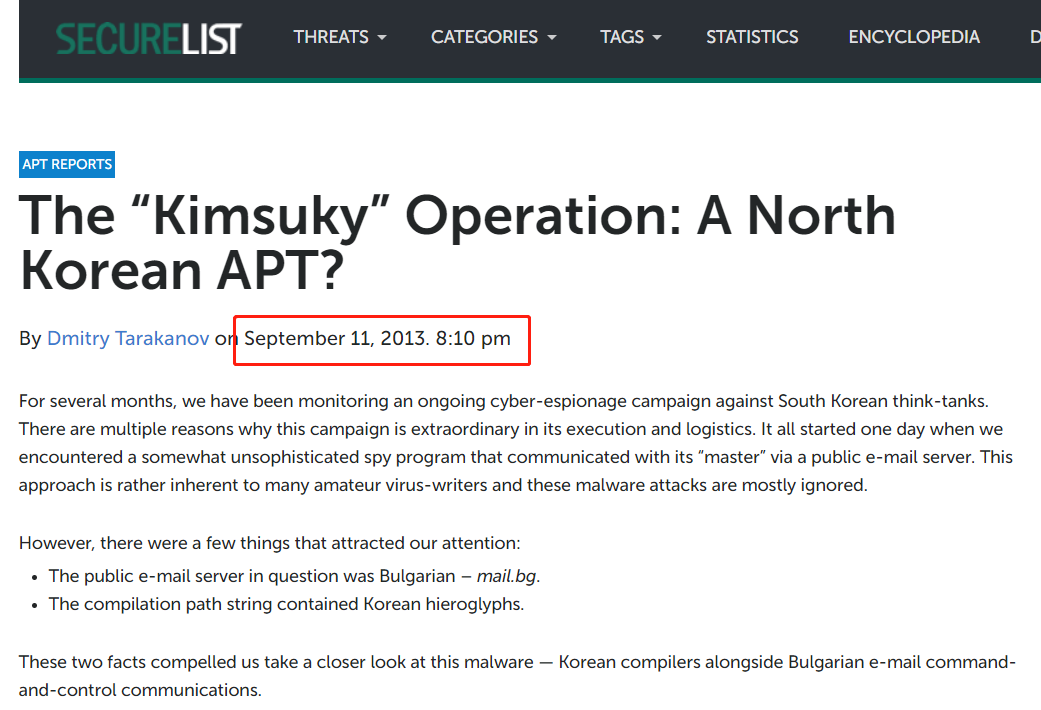 SECURELIST THREATS CATEGORIES TAGS STATISTICS ENCYCLOPEDIA D
APT REPORTS
The “Kimsuky” Operation: A North
Korean APT?
By Dmitry Tarakanov on September 11, 2013. 8:10 pm
For several months, we have been monitoring an ongoing cyber-espionage campaign against South Korean think-tanks.
There are multiple reasons why this campaign is extraordinary in its execution and logistics. It all started one day when we
encountered a somewhat unsophisticated spy program that communicated with its “master” via a public e-mail server. This
approach is rather inherent to many amateur virus-writers and these malware attacks are mostly ignored.
However, there were a few things that attracted our attention:
• The public e-mail server in question was Bulgarian – mail.bg.
• The compilation path string contained Korean hieroglyphs.
These two facts compelled us take a closer look at this malware — Korean compilers alongside Bulgarian e-mail command-
and-control communications.